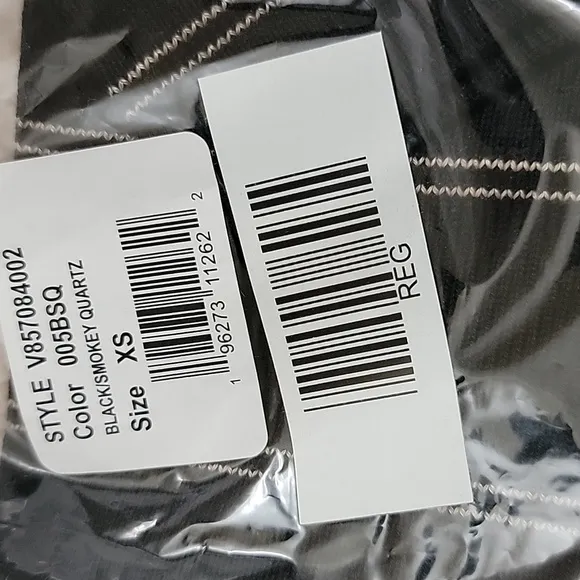 STYLE V857084002
Color 005BSQ
BLACK/SMOKEY QUARTZ
Size XS
1 96273 11262 2
REG